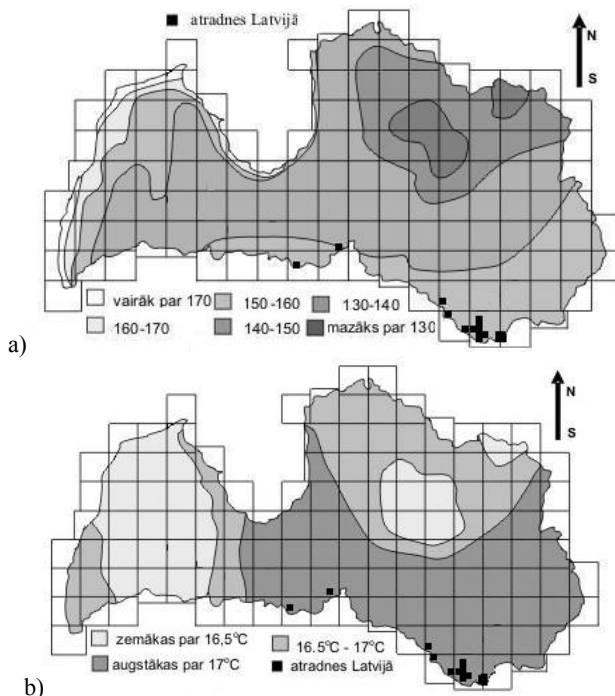 ■ atradnes Latvijā
N
S
vairāk par 170
150-160
130-140
160-170
140-150
mazāks par 130
a)
N
S
zemākas par 16,5°C
16.5°C - 17°C
augstākas par 17°C
■ atradnes Latvijā
b)